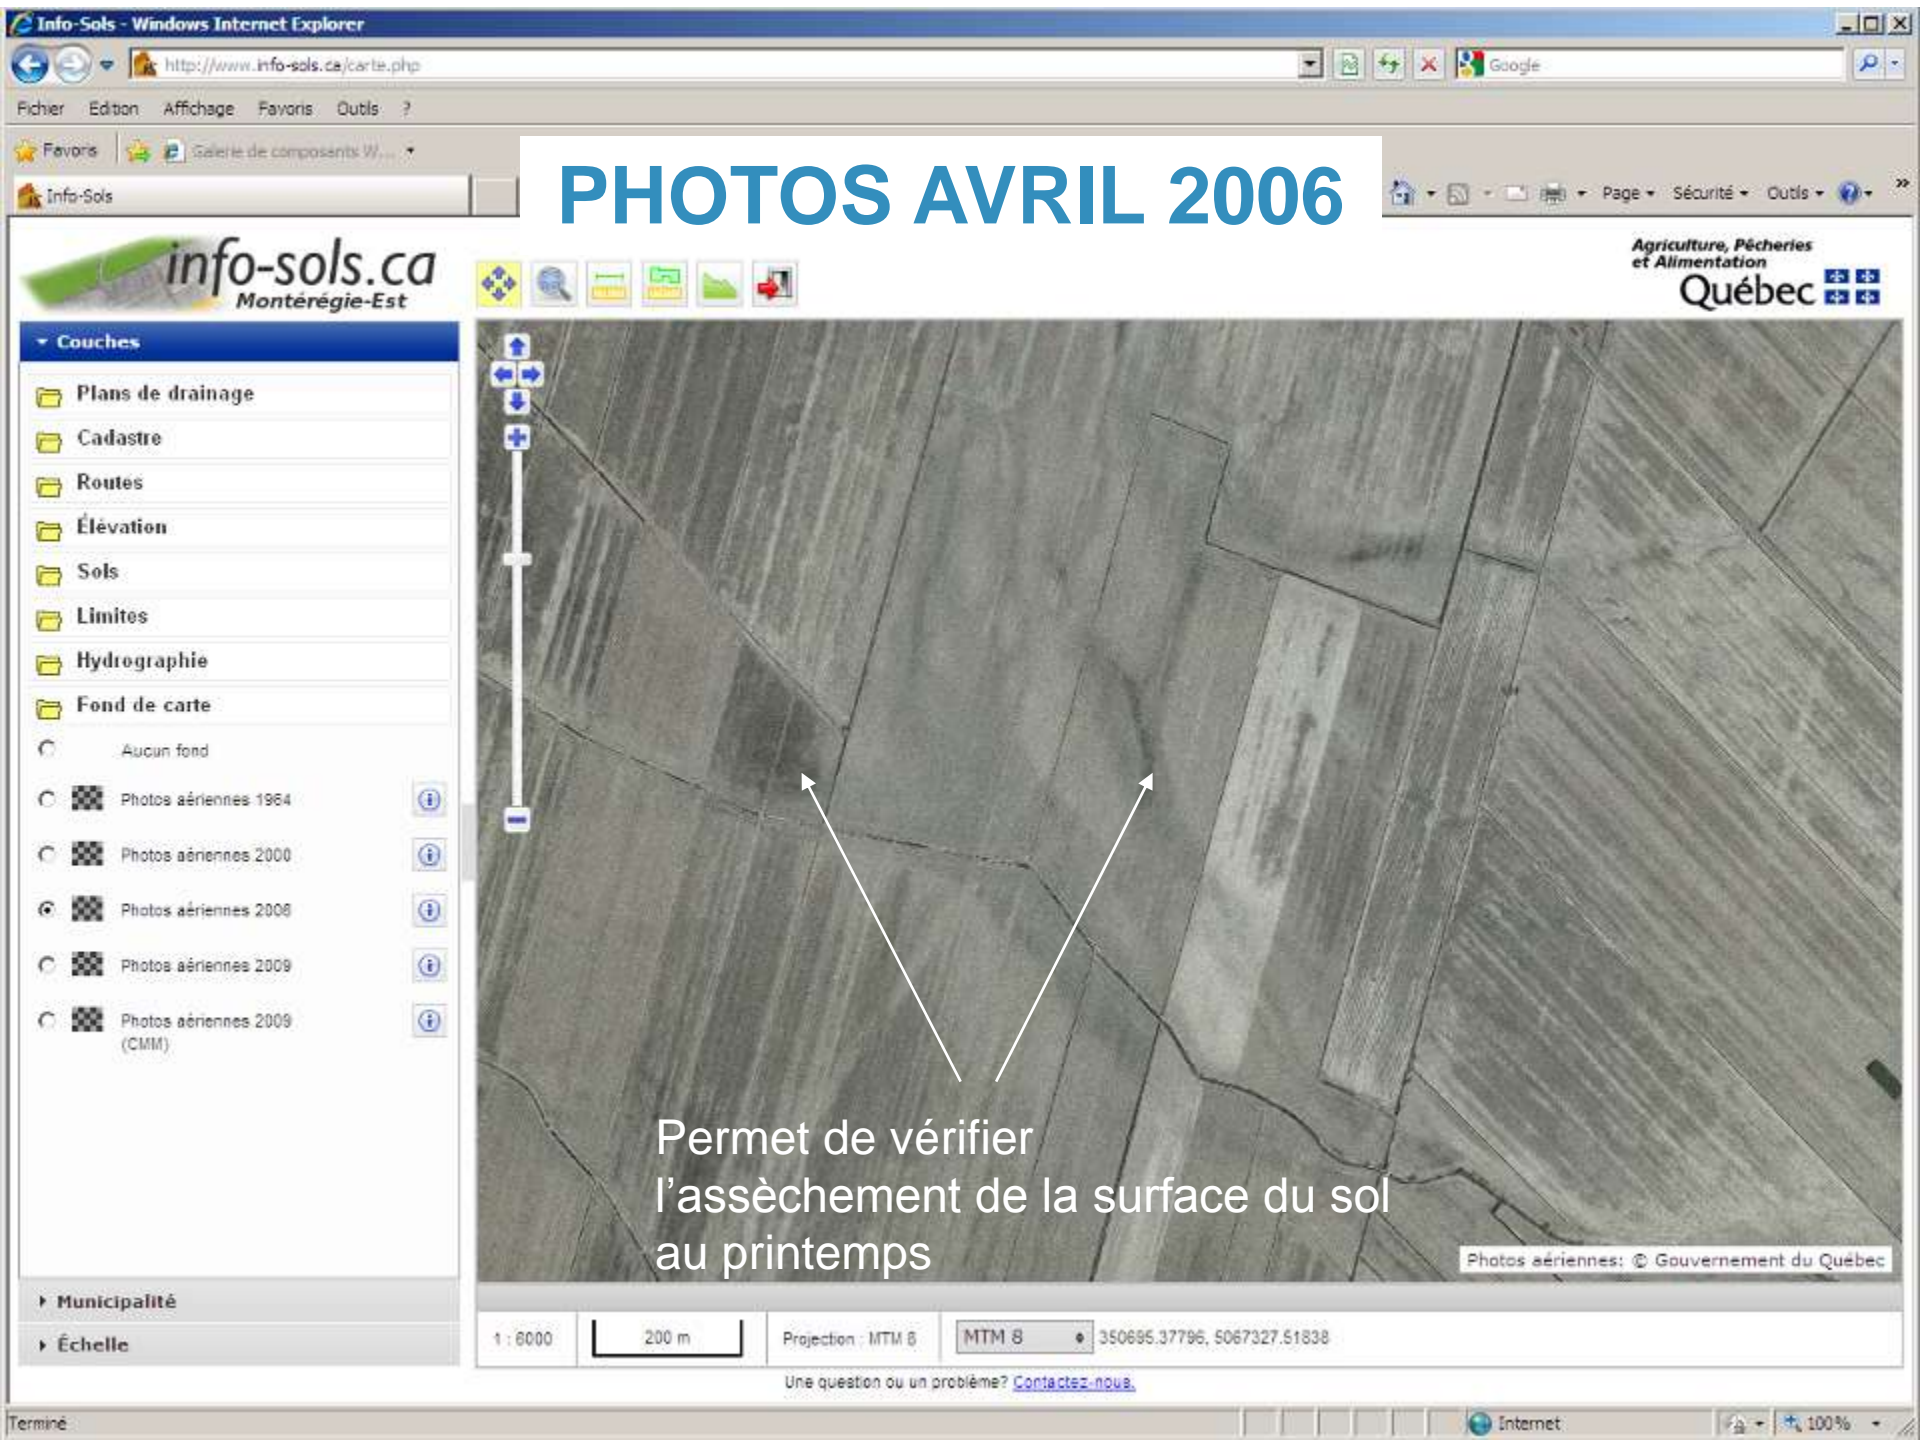 Info-Sols - Windows Internet Explorer
http://www.info-sols.ca/carte.php
Google
Fichier Edition Affichage Favoris Outils ?
Favoris Galerie de composants W...
Info-Sols
PHOTOS AVRIL 2006
Page Sécurité Outils »
info-sols.ca
Montérégie-Est
Agriculture, Pêcheries
et Alimentation
Québec
Couches
Plans de drainage
Cadastre
Routes
Élévation
Sols
Limites
Hydrographie
Fond de carte
Aucun fond
Photos aériennes 1964
Photos aériennes 2000
Photos aériennes 2006
Photos aériennes 2009
Photos aériennes 2009
(CMM)
Permet de vérifier
l’assèchement de la surface du sol
au printemps
Photos aériennes: © Gouvernement du Québec
Municipalité
Échelle
1 : 6000
200 m
Projection : MTM 8
MTM 8
350695.37796, 5067327.51838
Une question ou un problème? Contactez-nous.
Terminé
Internet
100%